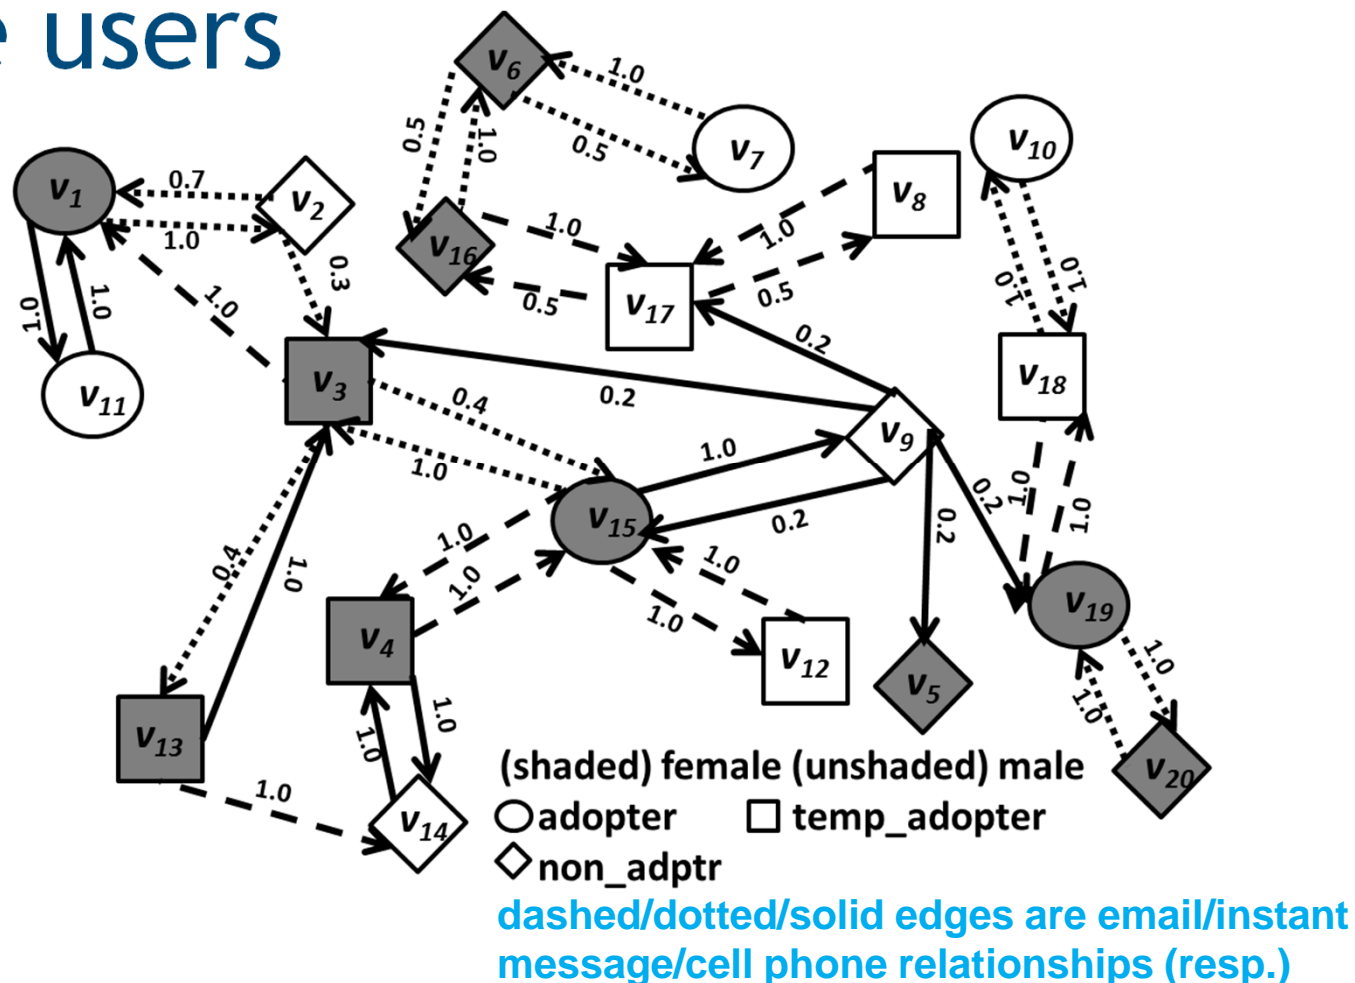 e users
v6
1.0
v7
0.5
0.5
1.0
v10
v1
0.7
v2
1.0
v8
v16
1.0
1.0
0.3
1.0
0.5
v17
0.5
1.0
1.0
1.0
1.0
0.2
v3
v18
v11
0.4
0.2
1.0
1.0
v9
v15
0.2
0.2
0.2
1.0
1.0
0.4
1.0
1.0
1.0
1.0
1.0
v19
v4
v12
v5
1.0
1.0
v13
1.0
1.0
v20
1.0
v14
(shaded) female (unshaded) male
adopter temp_adopter
non_adptr
dashed/dotted/solid edges are email/instant
message/cell phone relationships (resp.)